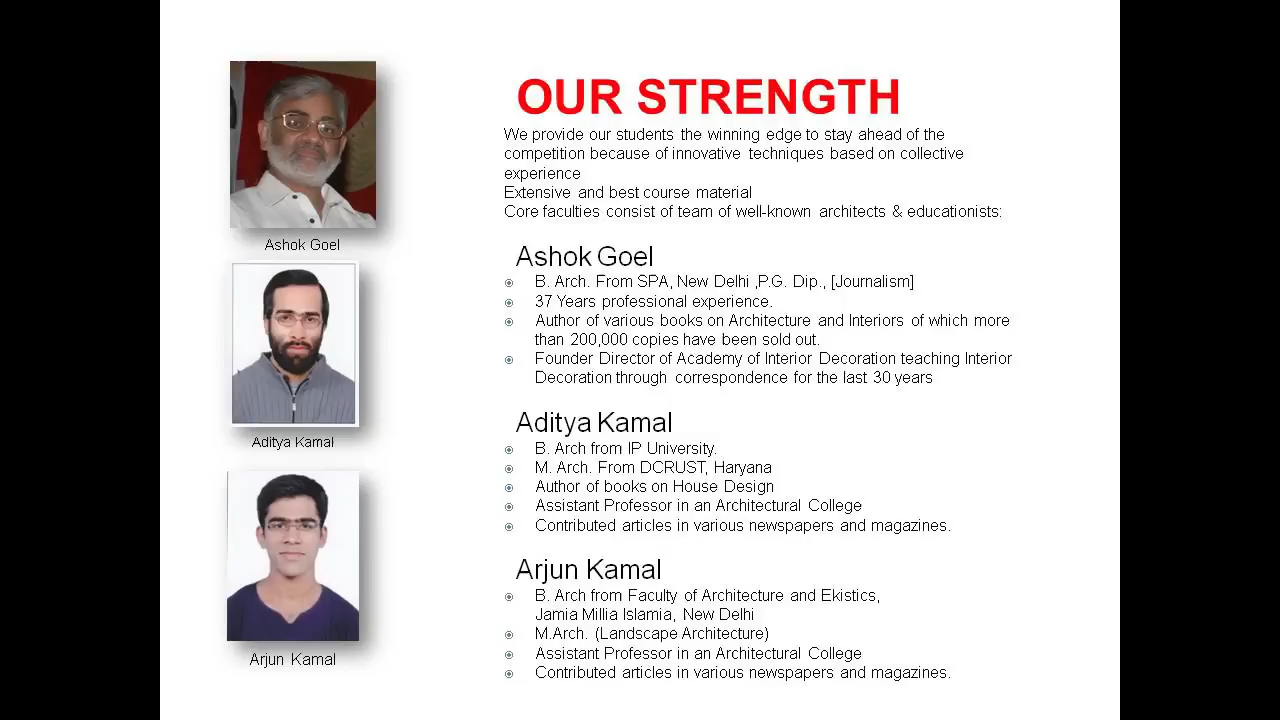 OUR STRENGTH
We provide our students the winning edge to stay ahead of the
competition because of innovative techniques based on collective
experience
Extensive and best course material
Core faculties consist of team of well-known architects & educationists:
Ashok Goel
Ashok Goel
B. Arch. From SPA, New Delhi ,P.G. Dip., [Journalism]
37 Years professional experience.
Author of various books on Architecture and Interiors of which more
than 200,000 copies have been sold out.
Founder Director of Academy of Interior Decoration teaching Interior
Decoration through correspondence for the last 30 years
Aditya Kamal
Aditya Kamal
B. Arch from IP University.
M. Arch. From DCRUST, Haryana
Author of books on House Design
Assistant Professor in an Architectural College
Contributed articles in various newspapers and magazines.
Arjun Kamal
Arjun Kamal
B. Arch from Faculty of Architecture and Ekistics,
Jamia Millia Islamia, New Delhi
M.Arch. (Landscape Architecture)
Assistant Professor in an Architectural College
Contributed articles in various newspapers and magazines.